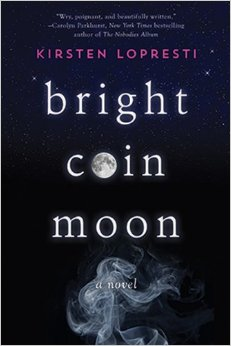 "Wry, poignant, and beautifully written."
—Carolyn Parkhurst, New York Times bestselling
author of The Nobodies Album
KIRSTEN LOPRESTI
bright
coin
moon
a novel